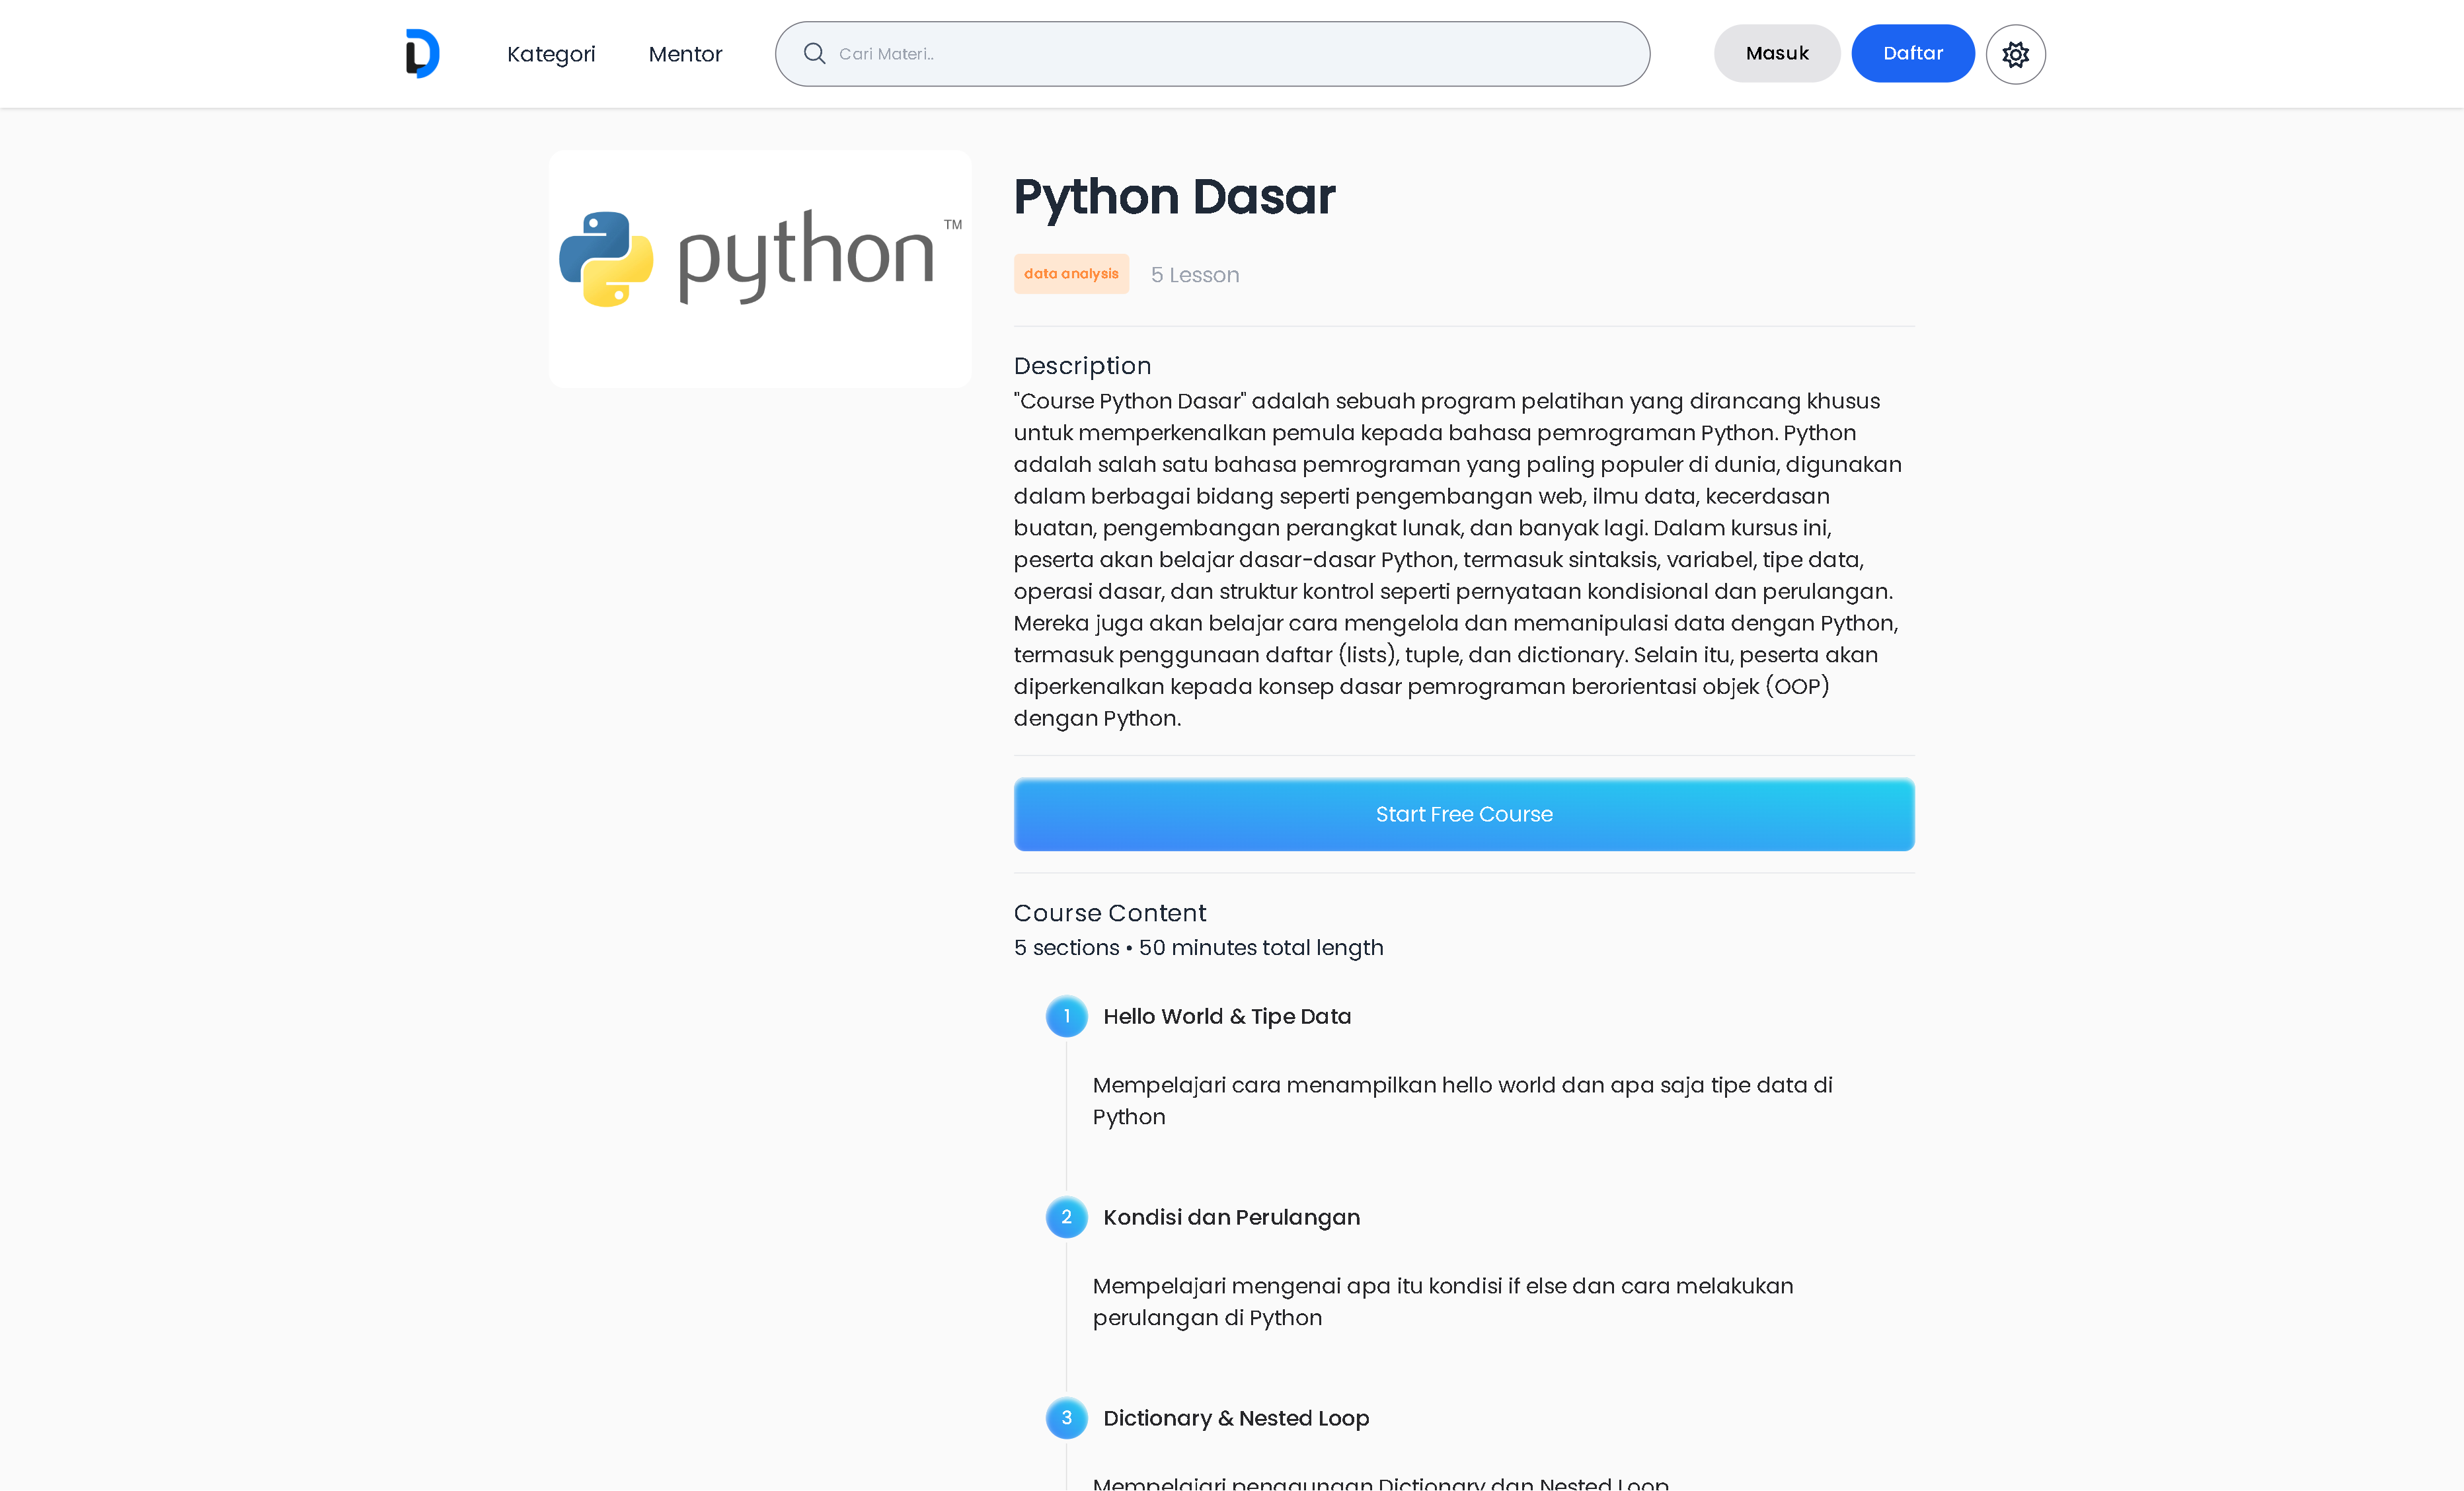 Kategori
Mentor
Cari Materi..
Masuk
Daftar
python TM
Python Dasar
data analysis
5 Lesson
Description
"Course Python Dasar" adalah sebuah program pelatihan yang dirancang khusus
untuk memperkenalkan pemula kepada bahasa pemrograman Python. Python
adalah salah satu bahasa pemrograman yang paling populer di dunia, digunakan
dalam berbagai bidang seperti pengembangan web, ilmu data, kecerdasan
buatan, pengembangan perangkat lunak, dan banyak lagi. Dalam kursus ini,
peserta akan belajar dasar-dasar Python, termasuk sintaksis, variabel, tipe data,
operasi dasar, dan struktur kontrol seperti pernyataan kondisional dan perulangan.
Mereka juga akan belajar cara mengelola dan memanipulasi data dengan Python,
termasuk penggunaan daftar (lists), tuple, dan dictionary. Selain itu, peserta akan
diperkenalkan kepada konsep dasar pemrograman berorientasi objek (OOP)
dengan Python.
Start Free Course
Course Content
5 sections • 50 minutes total length
1 Hello World & Tipe Data
Mempelajari cara menampilkan hello world dan apa saja tipe data di
Python
2 Kondisi dan Perulangan
Mempelajari mengenai apa itu kondisi if else dan cara melakukan
perulangan di Python
3 Dictionary & Nested Loop
Mempelajari penggungan Dictionary dan Nested Loop